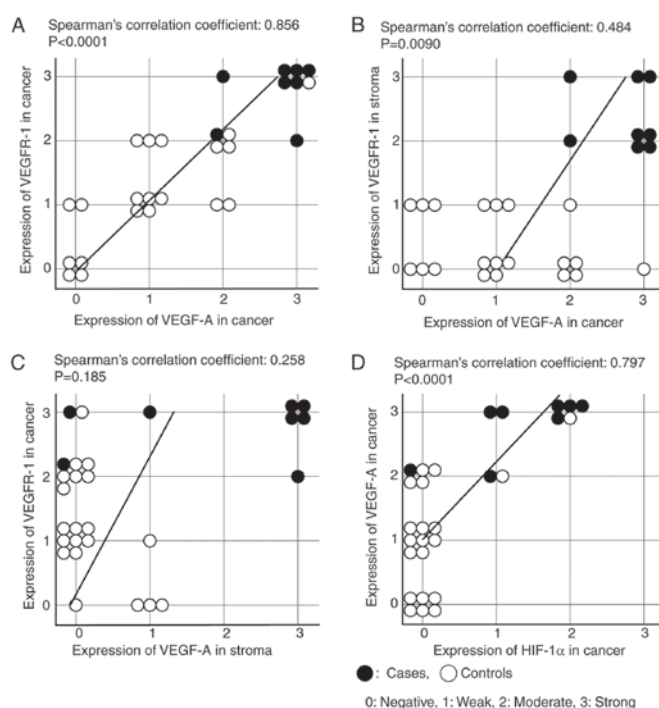 A
Spearman's correlation coefficient: 0.856
P<0.0001
Expression of VEGFR-1 in cancer
3
2
1
0
0 1 2 3
Expression of VEGF-A in cancer
B
Spearman's correlation coefficient: 0.484
P=0.0090
Expression of VEGFR-1 in stroma
3
2
1
0
0 1 2 3
Expression of VEGF-A in cancer
C
Spearman's correlation coefficient: 0.258
P=0.185
Expression of VEGFR-1 in cancer
3
2
1
0
0 1 2 3
Expression of VEGF-A in stroma
D
Spearman's correlation coefficient: 0.797
P<0.0001
Expression of VEGF-A in cancer
3
2
1
0
0 1 2 3
Expression of HIF-1α in cancer
: Cases, Controls
0: Negative, 1: Weak, 2: Moderate, 3: Strong